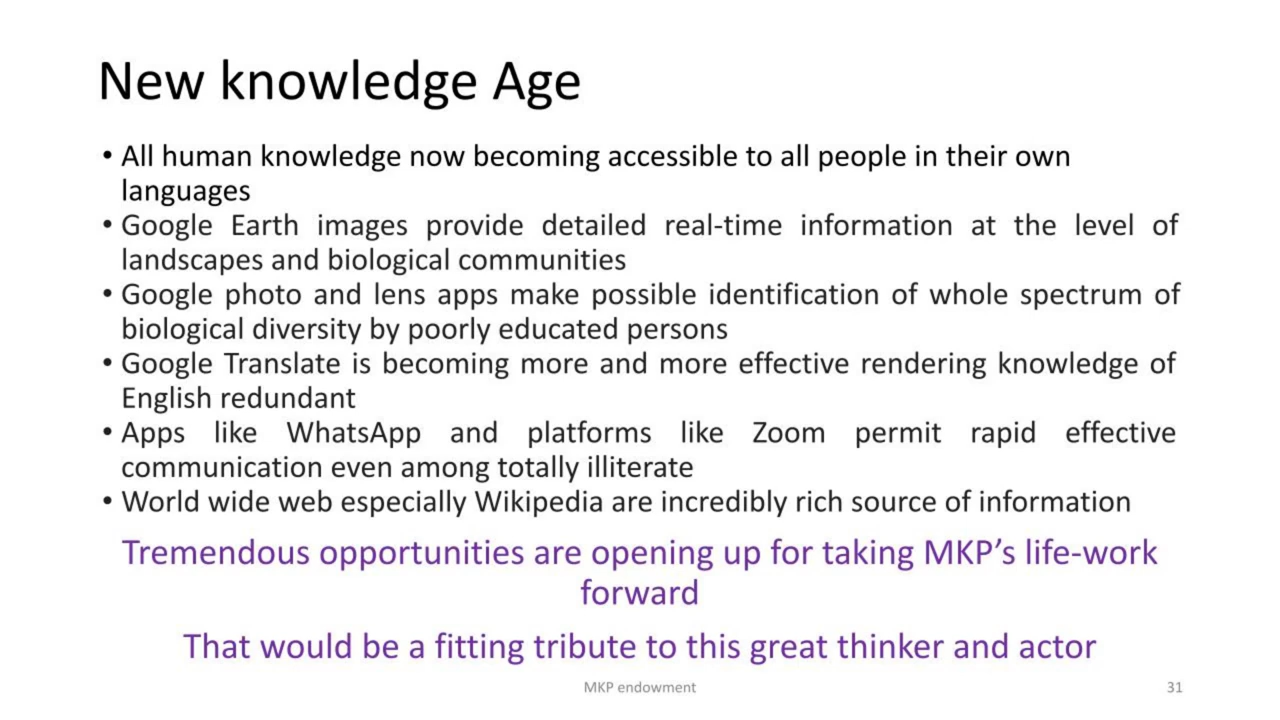 New knowledge Age
• All human knowledge now becoming accessible to all people in their own
languages
• Google Earth images provide detailed real-time information at the level of
landscapes and biological communities
• Google photo and lens apps make possible identification of whole spectrum of
biological diversity by poorly educated persons
• Google Translate is becoming more and more effective rendering knowledge of
English redundant
• Apps like WhatsApp and platforms like Zoom permit rapid effective
communication even among totally illiterate
• World wide web especially Wikipedia are incredibly rich source of information
Tremendous opportunities are opening up for taking MKP’s life-work
forward
That would be a fitting tribute to this great thinker and actor
MKP endowment
31